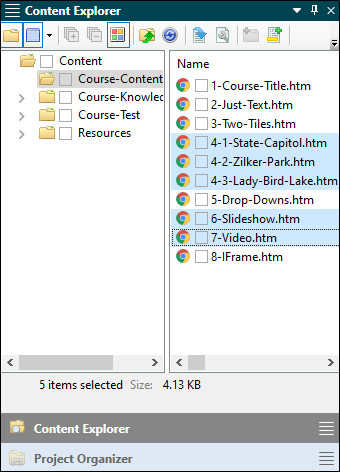 Content Explorer
Content
Course-Content
Course-Knowled
Course-Test
Resources
Name
1-Course-Title.htm
2-Just-Text.htm
3-Two-Tiles.htm
4-1-State-Capitol.htm
4-2-Zilker-Park.htm
4-3-Lady-Bird-Lake.htm
5-Drop-Downs.htm
6-Slideshow.htm
7-Video.htm
8-IFrame.htm
5 items selected Size: 4.13 KB
Content Explorer
Project Organizer